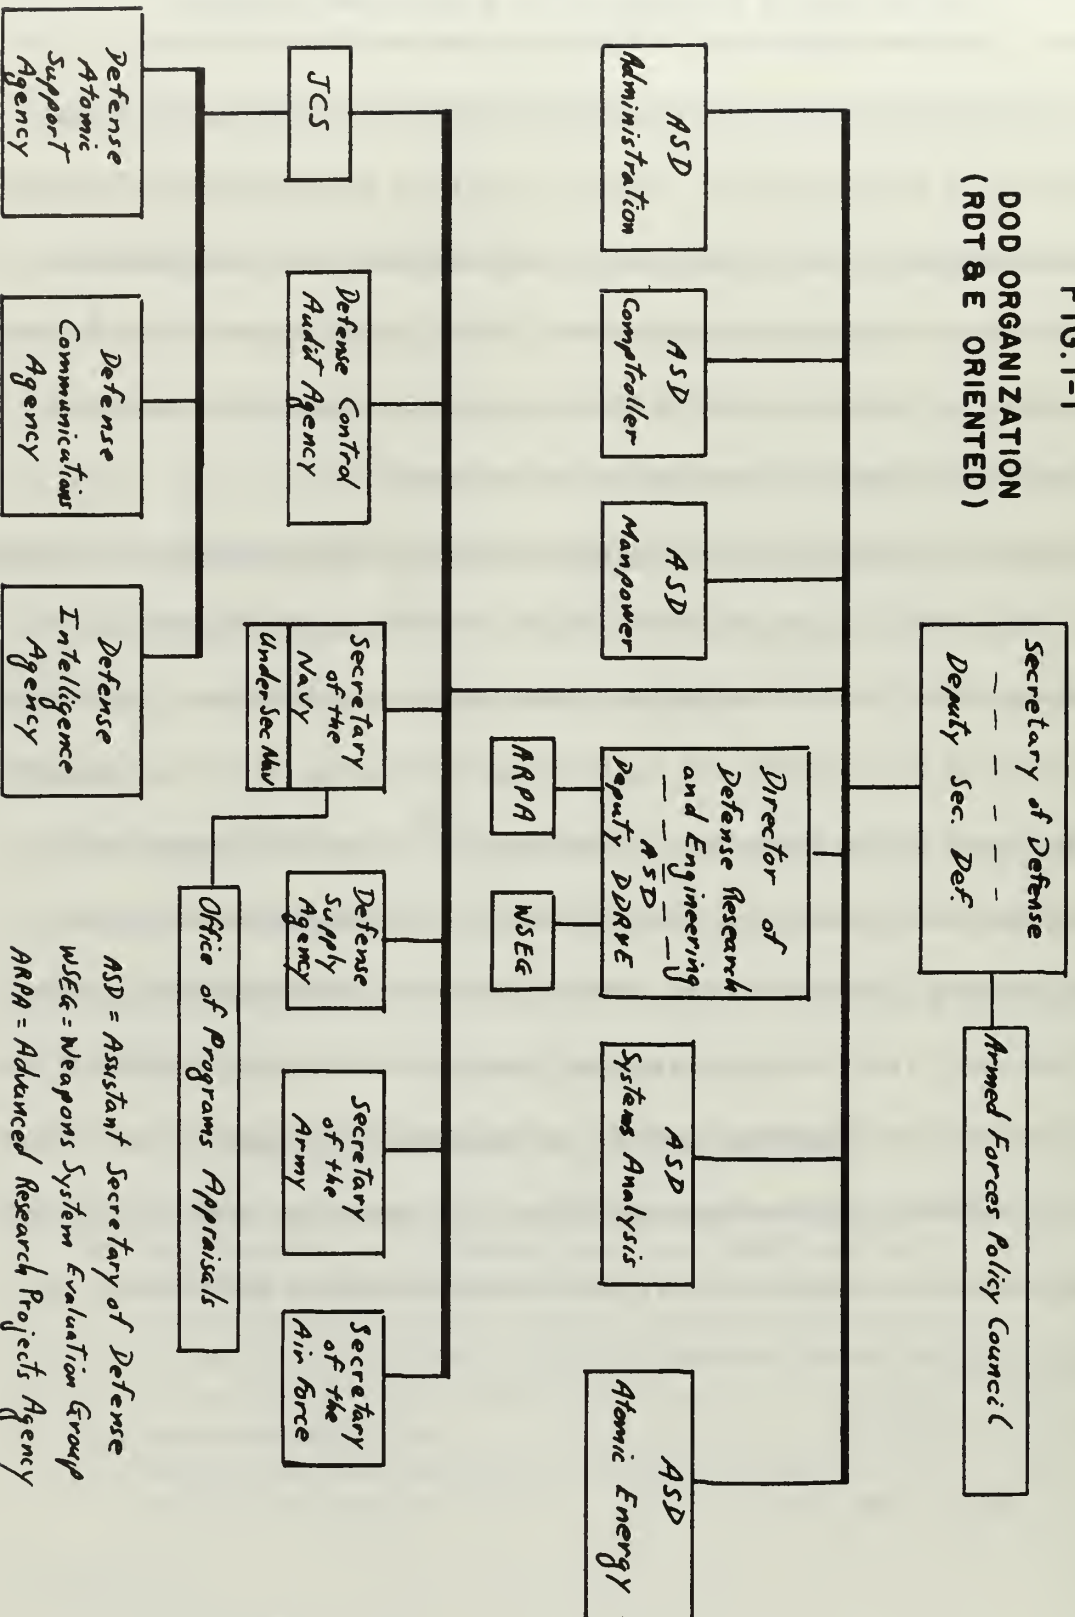 FIG. 1-1
DOD ORGANIZATION
(RDT&E ORIENTED)
Secretary of Defense
Deputy Sec. Def.
Armed Forces Policy Council
ASD
Administration
ASD
Comptroller
ASD
Manpower
Director of
Defense Research
and Engineering
ASD
Deputy DDR&E
ASD
Systems Analysis
ASD
Atomic Energy
ARPA
WSEG
JCS
Defense Control
Audit Agency
Secretary
of the
Navy
UnderSecNav
Defense
Supply
Agency
Secretary
of the
Army
Secretary
of the
Air Force
Office of Programs Appraisals
Defense
Atomic
Support
Agency
Defense
Communications
Agency
Defense
Intelligence
Agency
ASD = Assistant Secretary of Defense
WSEG = Weapons System Evaluation Group
ARPA = Advanced Research Projects Agency